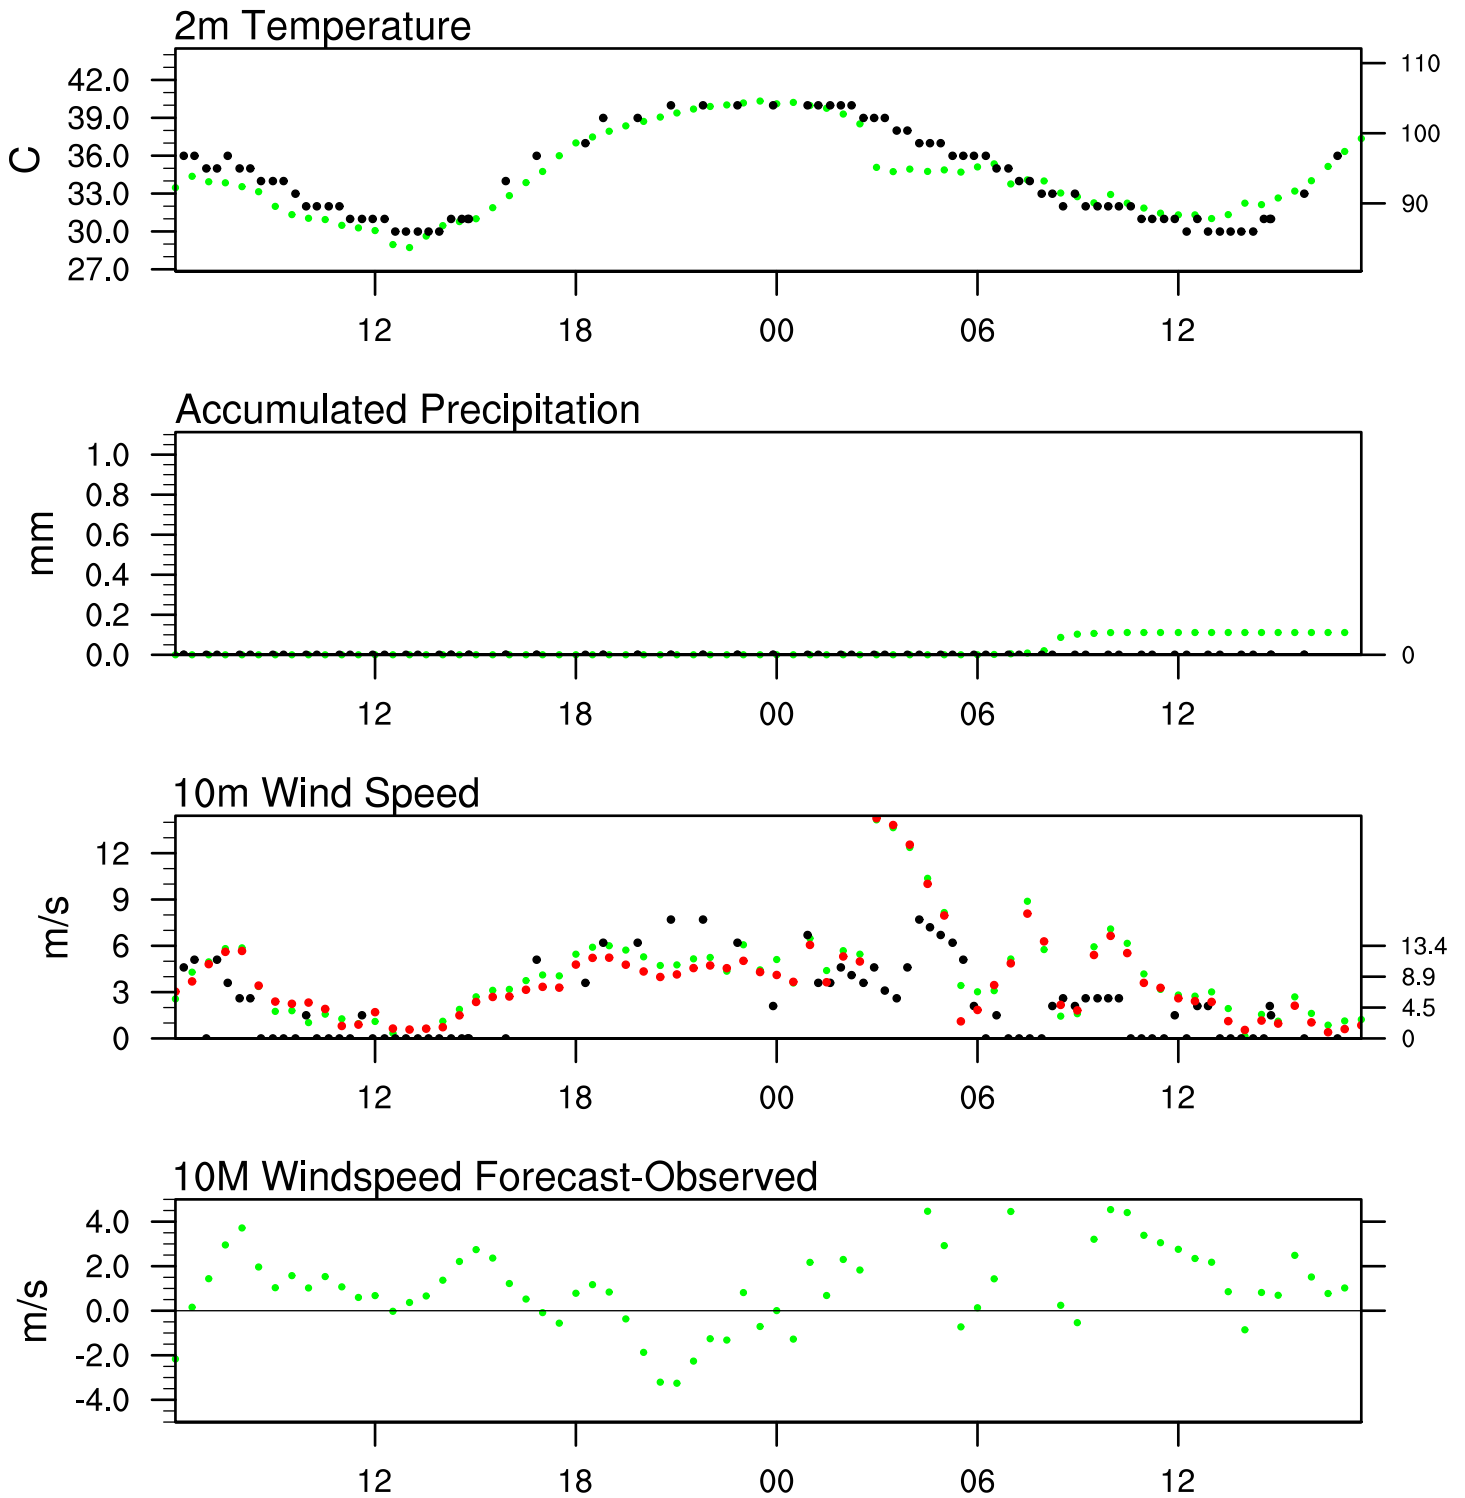 2m Temperature
42.0
39.0
36.0
33.0
30.0
27.0
C
110
100
90
12 18 00 06 12
Accumulated Precipitation
1.0
0.8
0.6
0.4
0.2
0.0
mm
0
12 18 00 06 12
10m Wind Speed
12
9
6
3
0
m/s
13.4
8.9
4.5
0
12 18 00 06 12
10M Windspeed Forecast-Observed
4.0
2.0
0.0
-2.0
-4.0
m/s
12 18 00 06 12